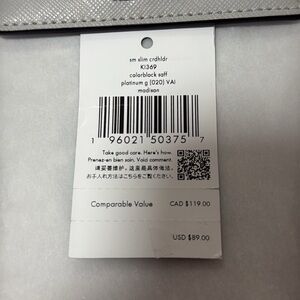 sm slim crdhldr
KI369
colorblock saff
platinum g (020) VAI
madison
1 96021 50375 7
Take good care. Here's how.
Prenez-en bien soin. Voici comment.
请妥善维护。这里是具体做法。
お手入れ方法はこちらをご覧ください。
Comparable Value
CAD $119.00
USD $89.00